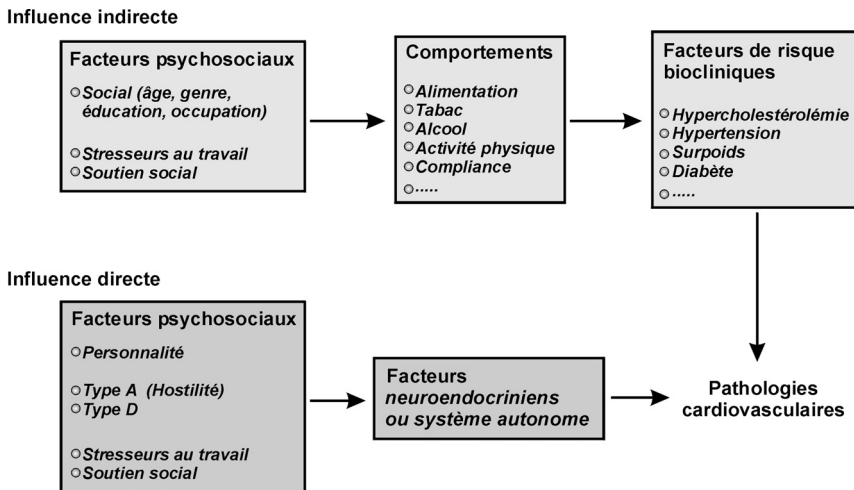 Influence indirecte
Facteurs psychosociaux
Social (âge, genre,
éducation, occupation)
Stresseurs au travail
Soutien social
Comportements
Alimentation
Tabac
Alcool
Activité physique
Compliance
.....
Facteurs de risque
biocliniques
Hypercholestérolémie
Hypertension
Surpoids
Diabète
.....
Influence directe
Facteurs psychosociaux
Personnalité
Type A (Hostilité)
Type D
Stresseurs au travail
Soutien social
Facteurs
neuroendocriniens
ou système autonome
Pathologies
cardiovasculaires